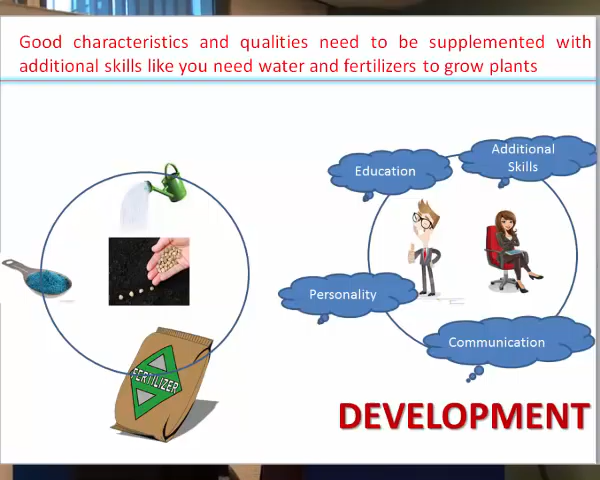 Good characteristics and qualities need to be supplemented with
additional skills like you need water and fertilizers to grow plants
Education
Additional
Skills
Personality
Communication
FERTILIZER
DEVELOPMENT